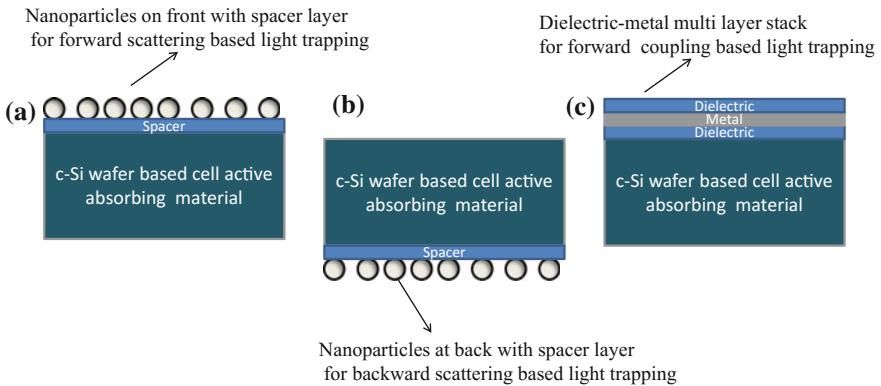 Nanoparticles on front with spacer layer
for forward scattering based light trapping
(a)
Spacer
c-Si wafer based cell active
absorbing material
(b)
c-Si wafer based cell active
absorbing material
Spacer
Nanoparticles at back with spacer layer
for backward scattering based light trapping
Dielectric-metal multi layer stack
for forward coupling based light trapping
(c)
Dielectric
Metal
Dielectric
c-Si wafer based cell active
absorbing material